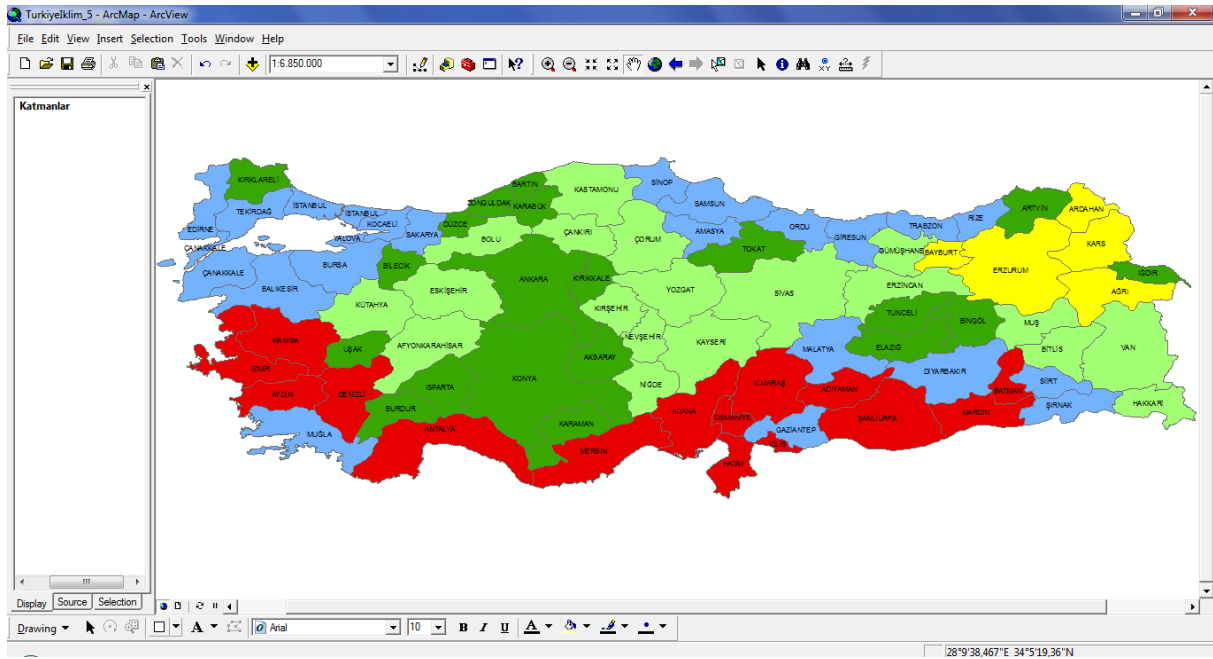 TurkiyeIklim_5 - ArcMap - ArcView
File Edit View Insert Selection Tools Window Help
1:6.850.000
Katmanlar
KIRKLARELİ
TEKİRDAĞ
İSTANBUL
İSTANBUL
KOCAELİ
EDİRNE
YALOVA
SAKARYA
DÜZCE
ZONGULDAK
BARTIN
KARABÜK
KASTAMONU
SİNOP
SAMSUN
ÇANAKKALE
ÇANAKKALE
BURSA
BİLECİK
BOLU
ÇANKIRI
ÇORUM
AMASYA
ORDU
TOKAT
GİRESUN
TRABZON
RİZE
ARTVİN
ARDAHAN
KARS
GÜMÜŞHANE
BAYBURT
ERZURUM
IĞDIR
AĞRI
BALIKESİR
KÜTAHYA
ESKİŞEHİR
ANKARA
KIRIKKALE
YOZGAT
SİVAS
ERZİNCAN
KIRŞEHİR
TUNCELİ
BİNGÖL
MUŞ
BİTLİS
VAN
MANİSA
UŞAK
AFYONKARAHİSAR
NEVŞEHİR
KAYSERİ
MALATYA
ELAZIĞ
İZMİR
AKSARAY
DİYARBAKIR
SİİRT
AYDIN
DENİZLİ
ISPARTA
KONYA
NİĞDE
K.MARAŞ
ADIYAMAN
BATMAN
ŞIRNAK
HAKKARİ
BURDUR
MUĞLA
ANTALYA
KARAMAN
MERSİN
ADANA
OSMANİYE
GAZİANTEP
KİLİS
ŞANLIURFA
MARDİN
HATAY
Display Source Selection
Drawing Arial 10 B I U A
28°9'38,467"E 34°5'19,36"N